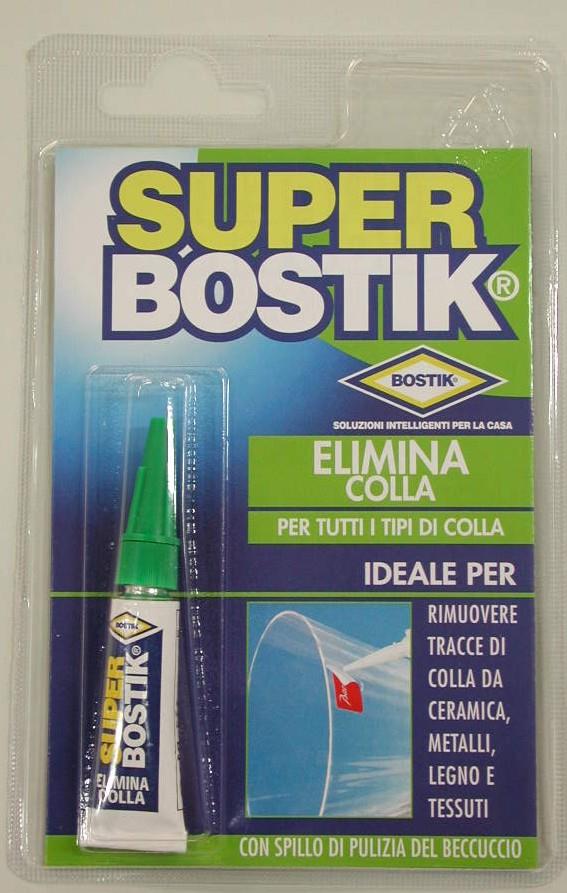 SUPER
BOSTIK®
BOSTIK®
SOLUZIONI INTELLIGENTI PER LA CASA
ELIMINA
COLLA
PER TUTTI I TIPI DI COLLA
IDEALE PER
RIMUOVERE
TRACCE DI
COLLA DA
CERAMICA,
METALLI,
LEGNO E
TESSUTI
CON SPILLO DI PULIZIA DEL BECCUCCIO
BOSTIK
SUPER
BOSTIK®
ELIMINA
COLLA